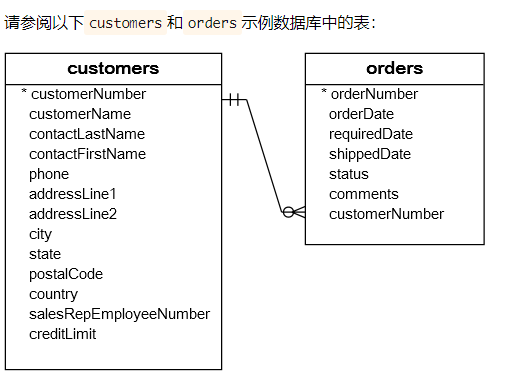 请参阅以下 customers 和 orders 示例数据库中的表：
customers
* customerNumber
customerName
contactLastName
contactFirstName
phone
addressLine1
addressLine2
city
state
postalCode
country
salesRepEmployeeNumber
creditLimit
orders
* orderNumber
orderDate
requiredDate
shippedDate
status
comments
customerNumber